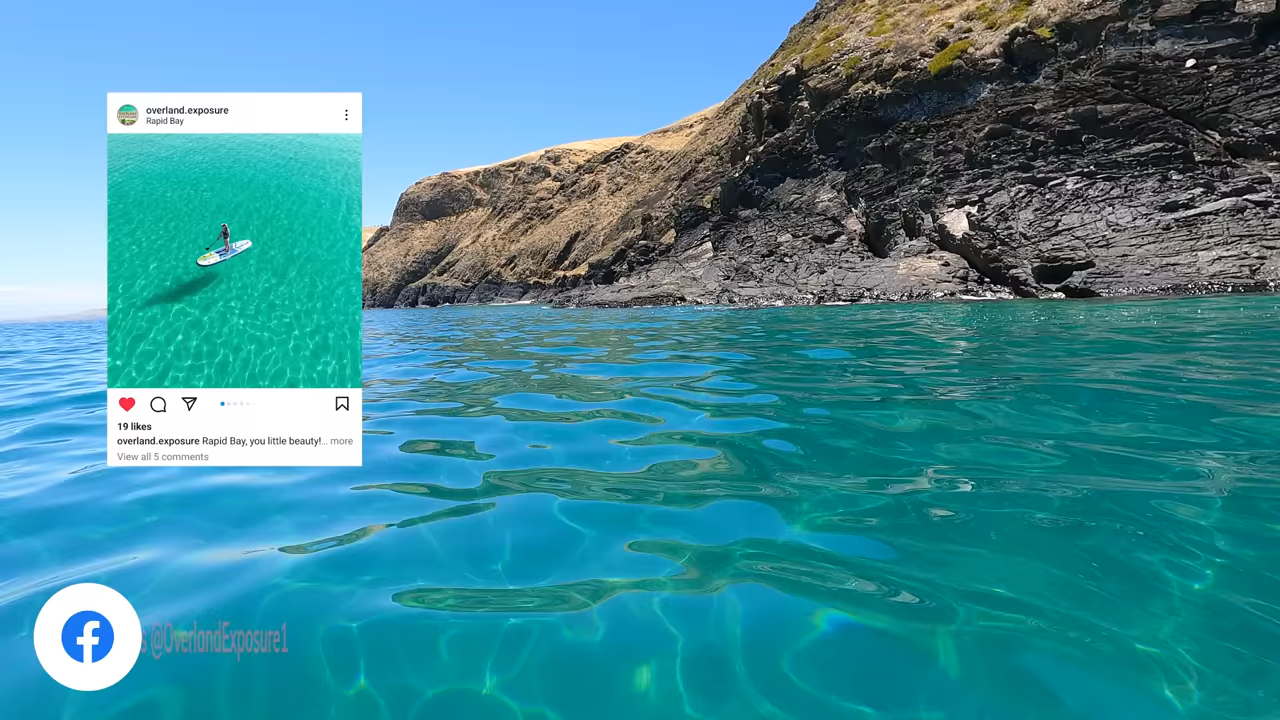 overland.exposure
Rapid Bay
19 likes
overland.exposure Rapid Bay, you little beauty!... more
View all 5 comments
s @OverlandExposure1